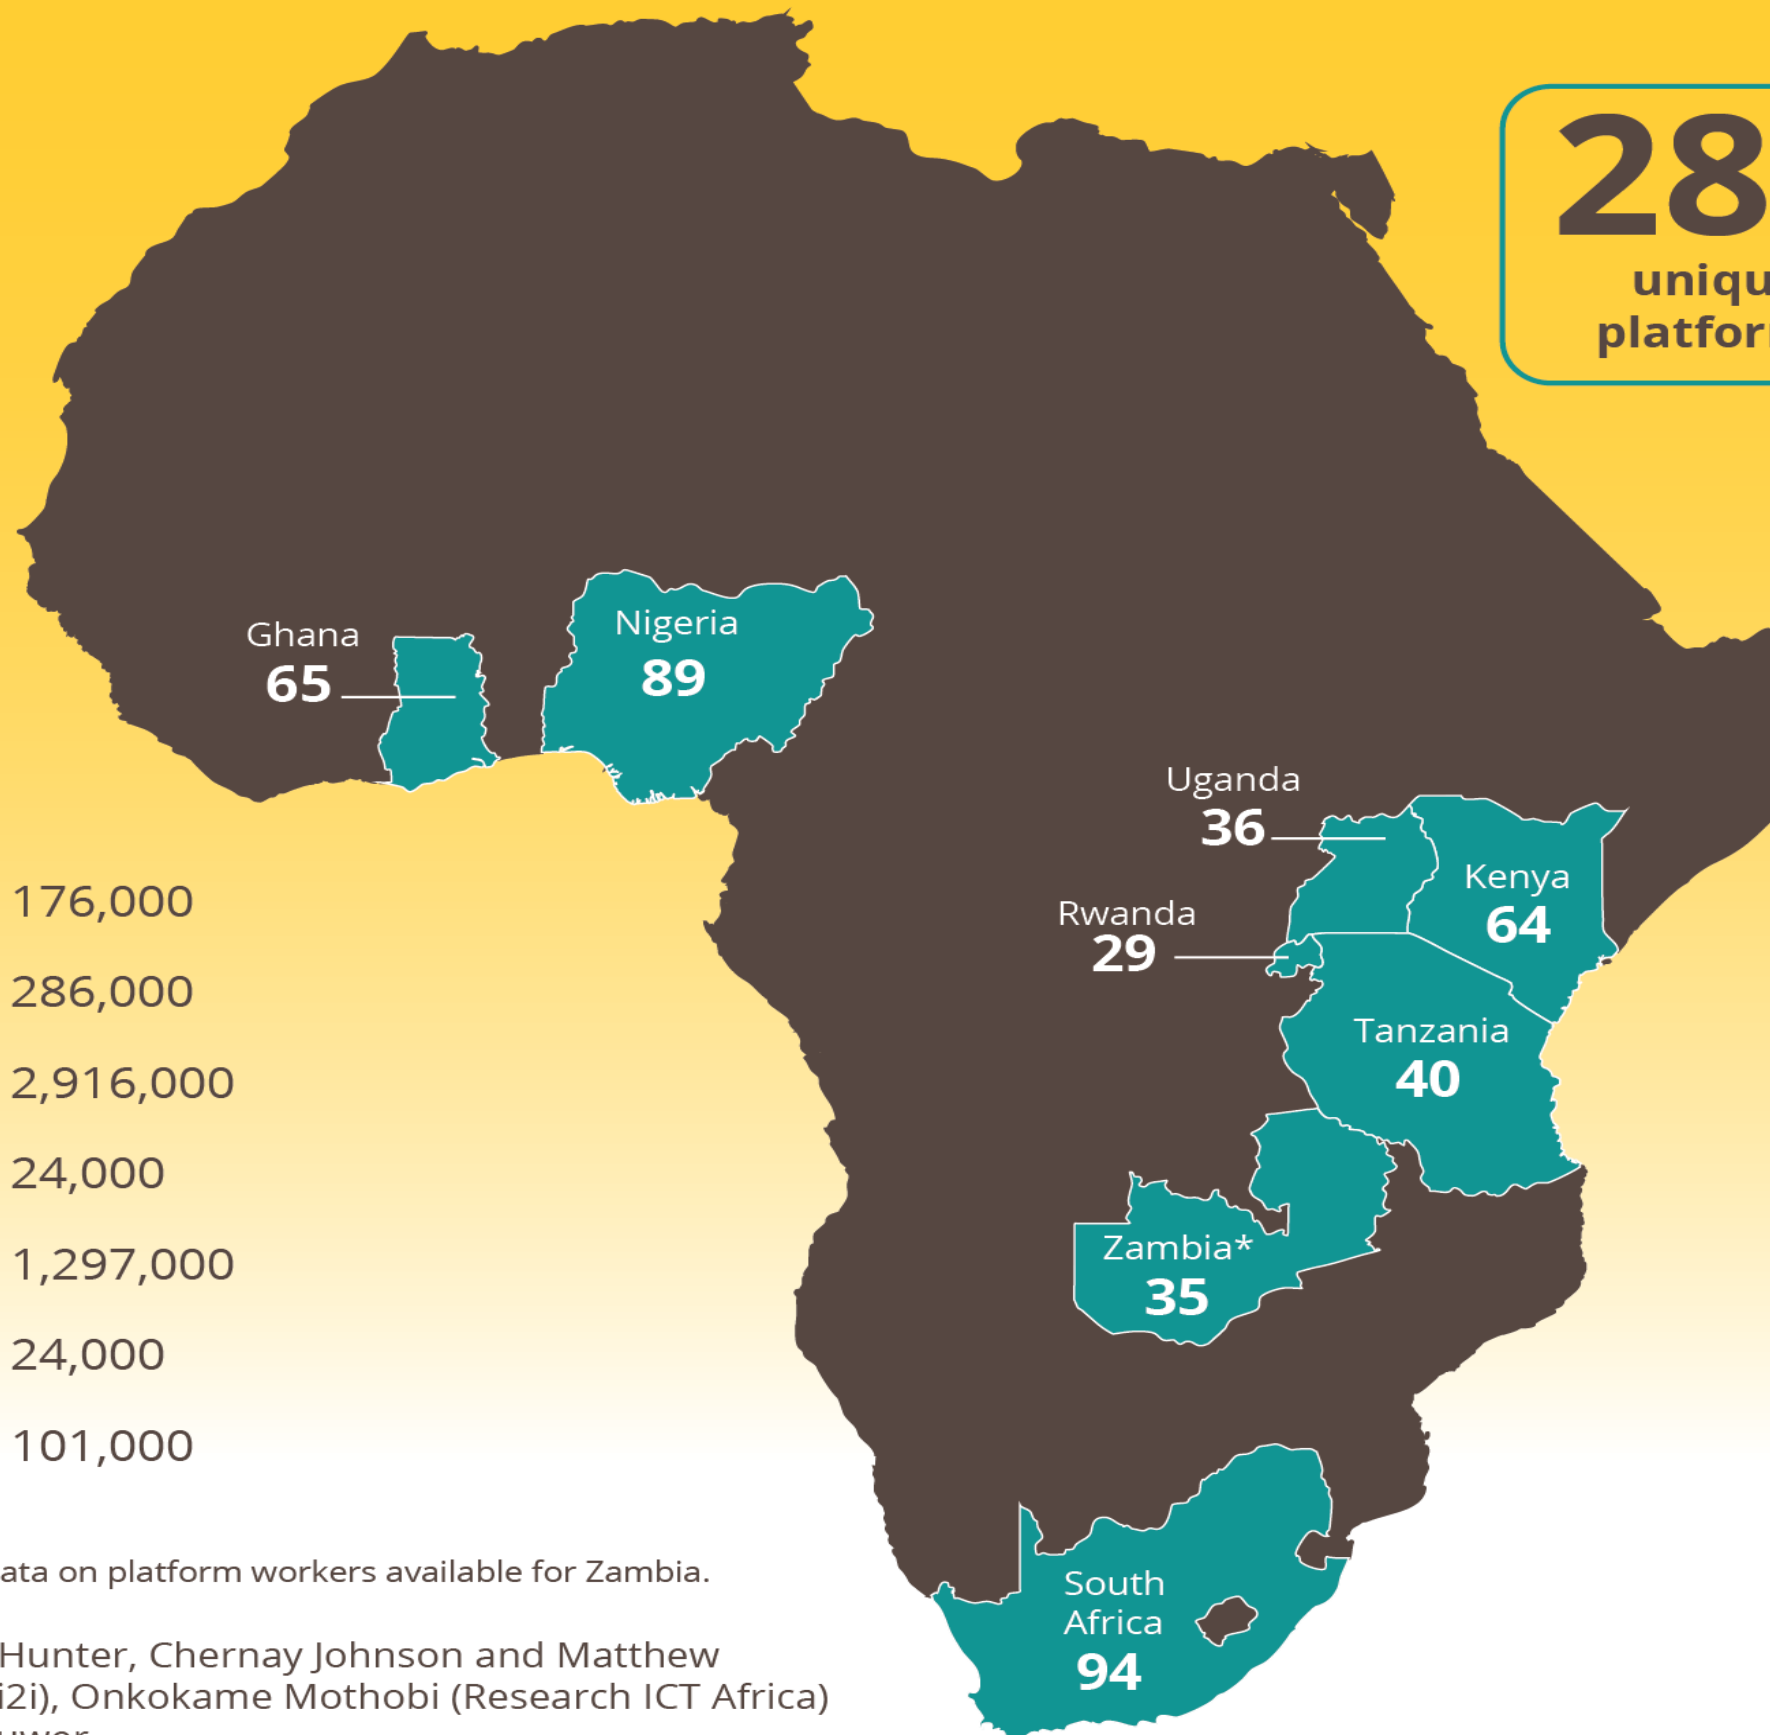 28
uniqu
platfor
Ghana
65
Nigeria
89
Uganda
36
Kenya
64
Rwanda
29
Tanzania
40
Zambia*
35
South
Africa
94
176,000
286,000
2,916,000
24,000
1,297,000
24,000
101,000
ata on platform workers available for Zambia.
Hunter, Chernay Johnson and Matthew
i2i), Onkokame Mothobi (Research ICT Africa)